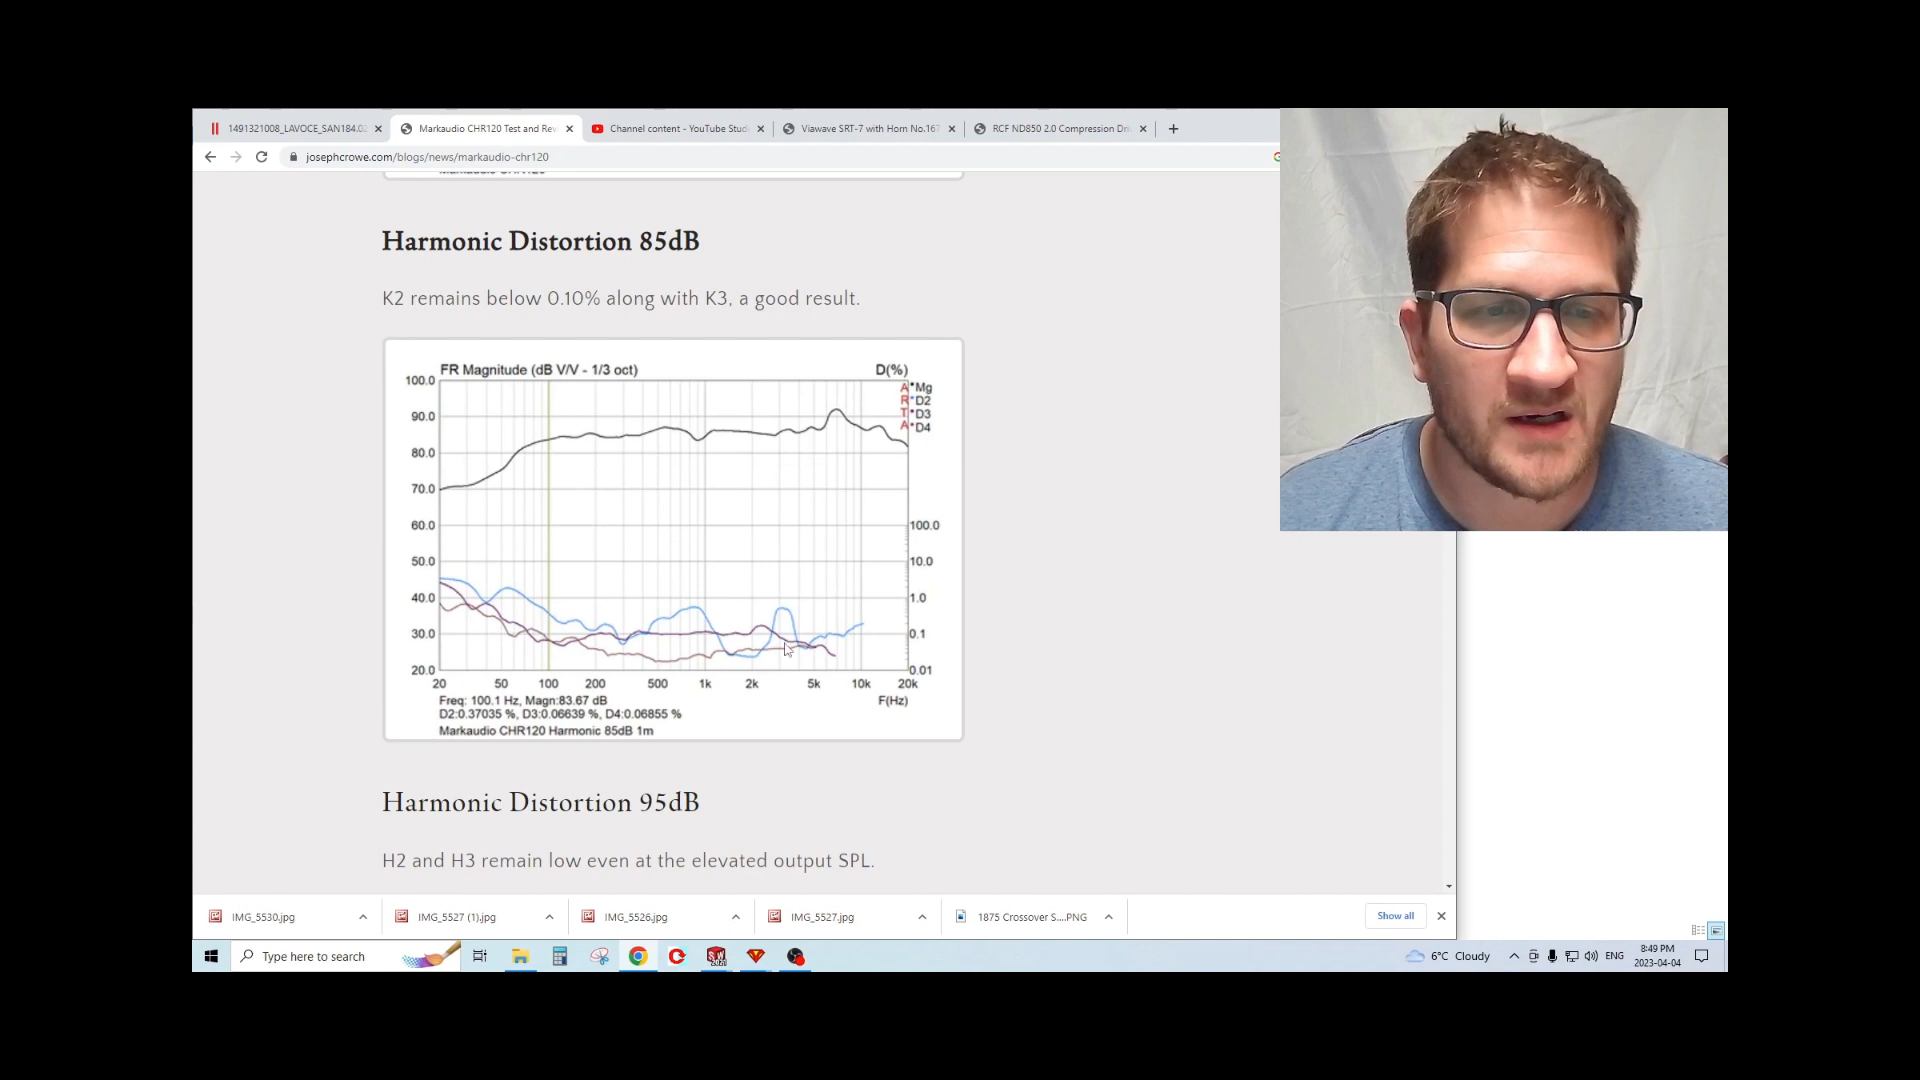 1491321008_LAVOCE_SAN184.02
Markaudio CHR120 Test and Rev
Channel content - YouTube Stud
Viawave SRT-7 with Horn No.167
RCF ND850 2.0 Compression Dri
josephcrowe.com/blogs/news/markaudio-chr120
Harmonic Distortion 85dB
K2 remains below 0.10% along with K3, a good result.
FR Magnitude (dB V/V - 1/3 oct)
D(%)
100.0
90.0
80.0
70.0
60.0
50.0
40.0
30.0
20.0
A *Mg
R *D2
T *D3
A *D4
100.0
10.0
1.0
0.1
0.01
20 50 100 200 500 1k 2k 5k 10k 20k
Freq: 100.1 Hz, Magn:83.67 dB
F(Hz)
D2:0.37035 %, D3:0.06639 %, D4:0.06855 %
Markaudio CHR120 Harmonic 85dB 1m
Harmonic Distortion 95dB
H2 and H3 remain low even at the elevated output SPL.
IMG_5530.jpg
IMG_5527 (1).jpg
IMG_5526.jpg
IMG_5527.jpg
1875 Crossover S....PNG
Show all
Type here to search
6°C Cloudy
ENG
8:49 PM
2023-04-04